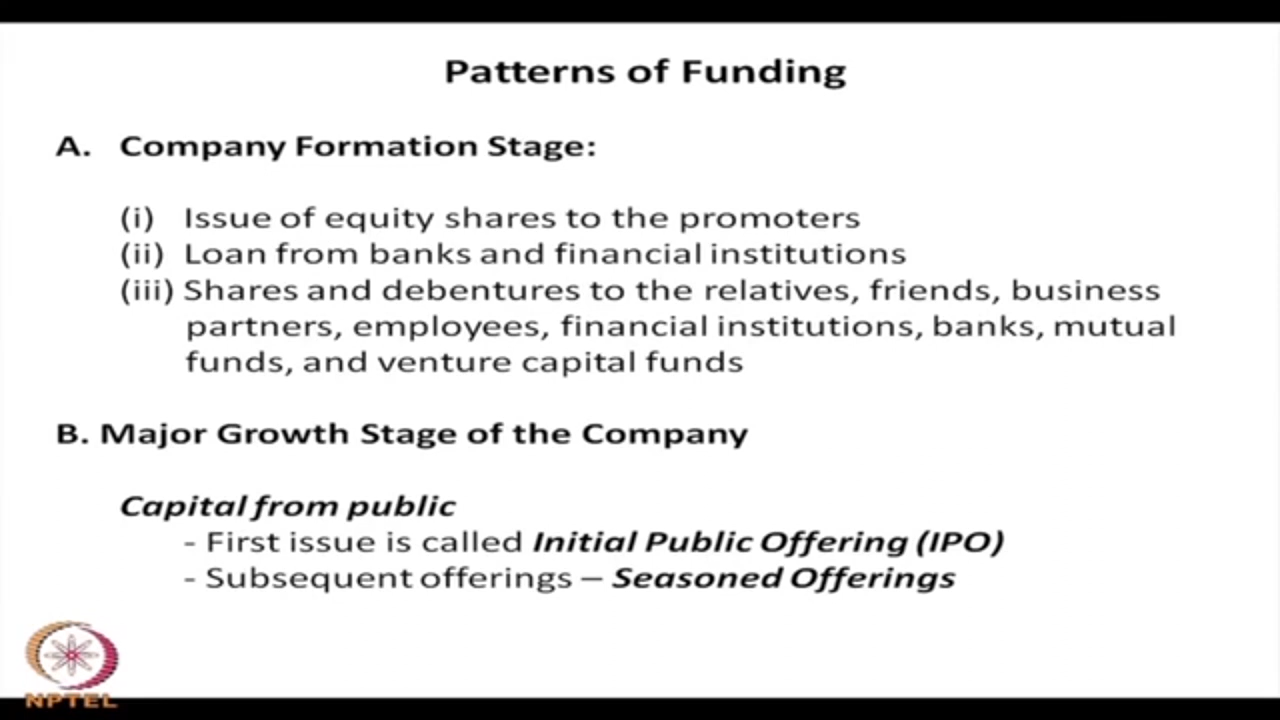 Patterns of Funding
A. Company Formation Stage:
(i) Issue of equity shares to the promoters
(ii) Loan from banks and financial institutions
(iii) Shares and debentures to the relatives, friends, business
partners, employees, financial institutions, banks, mutual
funds, and venture capital funds
B. Major Growth Stage of the Company
Capital from public
- First issue is called Initial Public Offering (IPO)
- Subsequent offerings – Seasoned Offerings
NPTEL